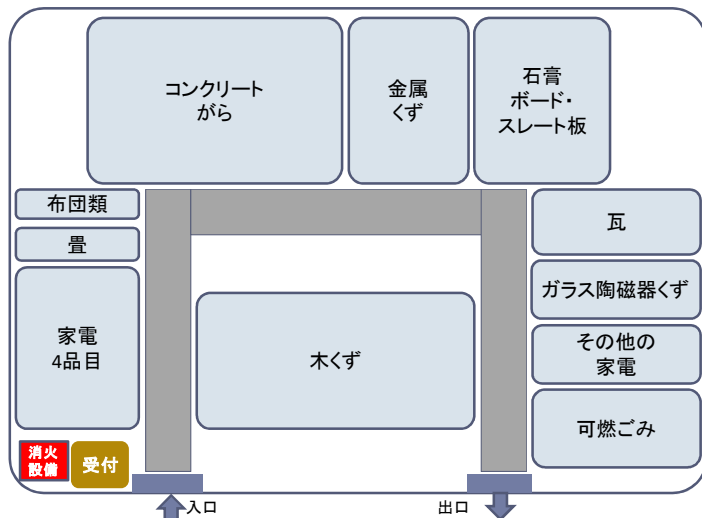 コンクリート
がら
金属
くず
石膏
ボード・
スレート板
布団類
畳
家電
4品目
木くず
瓦
ガラス陶磁器くず
その他の
家電
可燃ごみ
消火
設備
受付
入口
出口